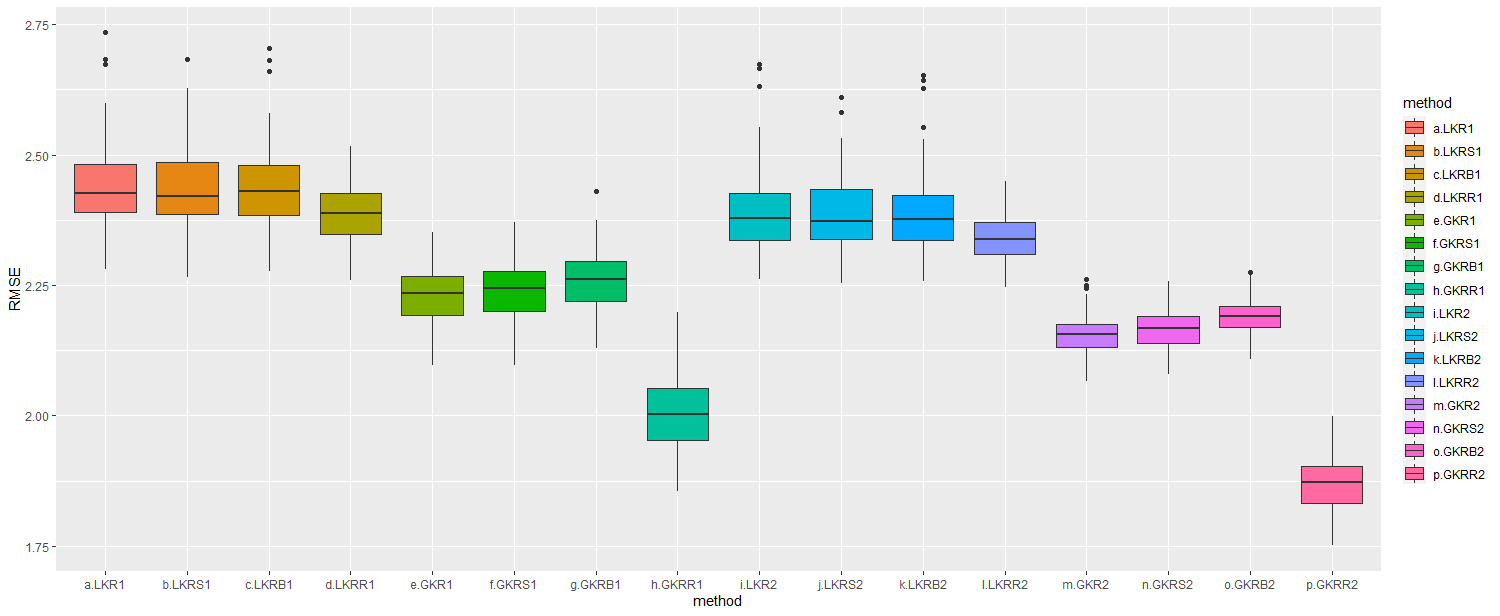 2.75
2.50
2.25
2.00
1.75
RMSE
a.LKR1 b.LKRS1 c.LKRB1 d.LKRR1 e.GKR1 f.GKRS1 g.GKRB1 h.GKRR1 i.LKR2 j.LKRS2 k.LKRB2 l.LKRR2 m.GKR2 n.GKRS2 o.GKRB2 p.GKRR2
method
method
a.LKR1
b.LKRS1
c.LKRB1
d.LKRR1
e.GKR1
f.GKRS1
g.GKRB1
h.GKRR1
i.LKR2
j.LKRS2
k.LKRB2
l.LKRR2
m.GKR2
n.GKRS2
o.GKRB2
p.GKRR2